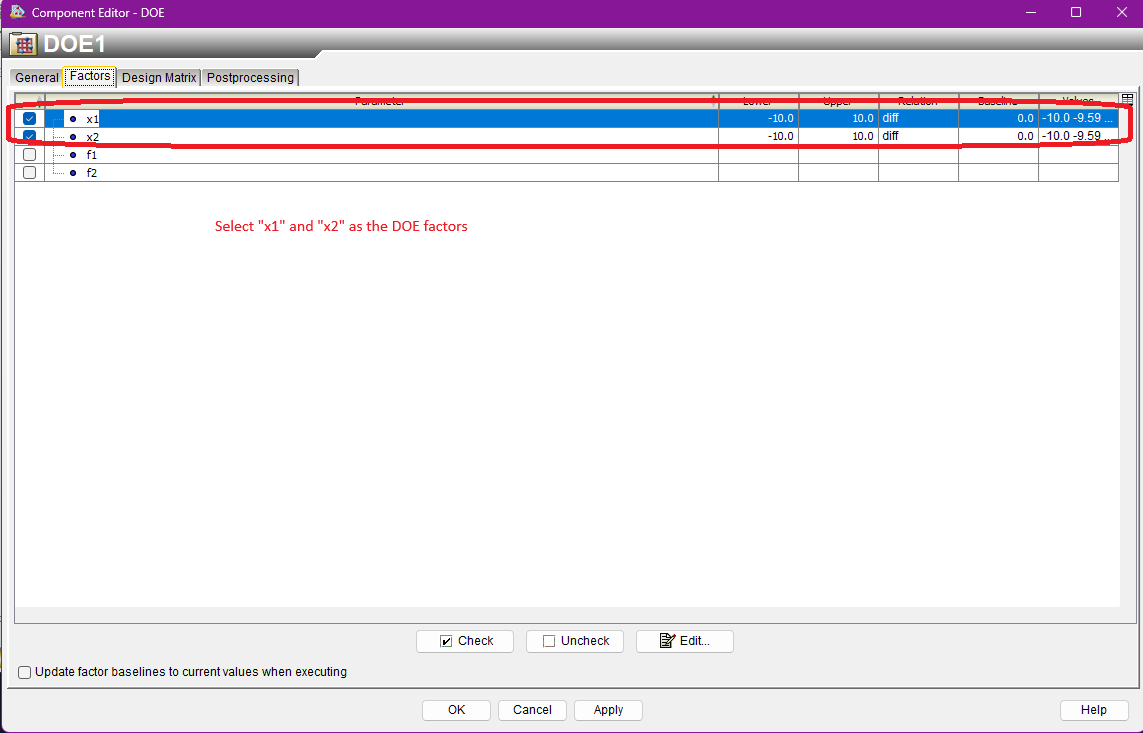 Component Editor - DOE
DOE1
General Factors Design Matrix Postprocessing
Parameter Lower Upper Relation Baseline Values
x1 -10.0 10.0 diff 0.0 -10.0 -9.59 ...
x2 -10.0 10.0 diff 0.0 -10.0 -9.59 ...
f1
f2
Select "x1" and "x2" as the DOE factors
Check Uncheck Edit...
Update factor baselines to current values when executing
OK Cancel Apply Help